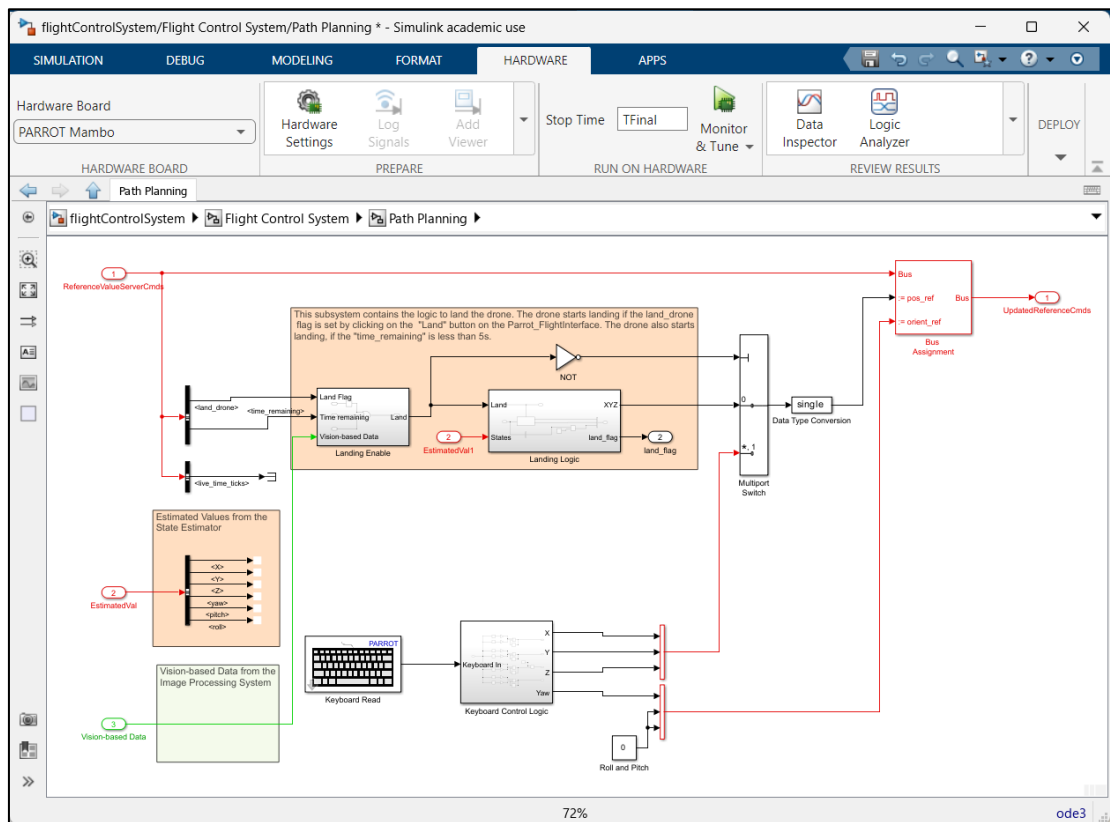 flightControlSystem/Flight Control System/Path Planning * - Simulink academic use
SIMULATION
DEBUG
MODELING
FORMAT
HARDWARE
APPS
Hardware Board
PARROT Mambo
HARDWARE BOARD
Hardware
Settings
Log
Signals
Add
Viewer
PREPARE
Stop Time
TFinal
Monitor
& Tune
RUN ON HARDWARE
Data
Inspector
Logic
Analyzer
REVIEW RESULTS
DEPLOY
Path Planning
flightControlSystem
Flight Control System
Path Planning
1
ReferenceValueServerCmds
Bus
:= pos_ref
:= orient_ref
Bus
Bus
Assignment
1
UpdatedReferenceCmds
This subsystem contains the logic to land the drone. The drone starts landing if the land_drone
flag is set by clicking on the "Land" button on the Parrot_FlightInterface. The drone also starts
landing, if the "time_remaining" is less than 5s.
NOT
<land_drone>
<time_remaining>
Land Flag
Time remaining
Vision-based Data
Land
Landing Enable
2
EstimatedVal1
Land
States
XYZ
land_flag
Landing Logic
2
land_flag
0
*, 1
Multiport
Switch
single
Data Type Conversion
<live_time_ticks>
Estimated Values from the
State Estimator
<X>
<Y>
<Z>
<yaw>
<pitch>
<roll>
2
EstimatedVal
Vision-based Data from the
Image Processing System
3
Vision-based Data
PARROT
Keyboard Read
Keyboard In
X
Y
Z
Yaw
Keyboard Control Logic
0
Roll and Pitch
72%
ode3